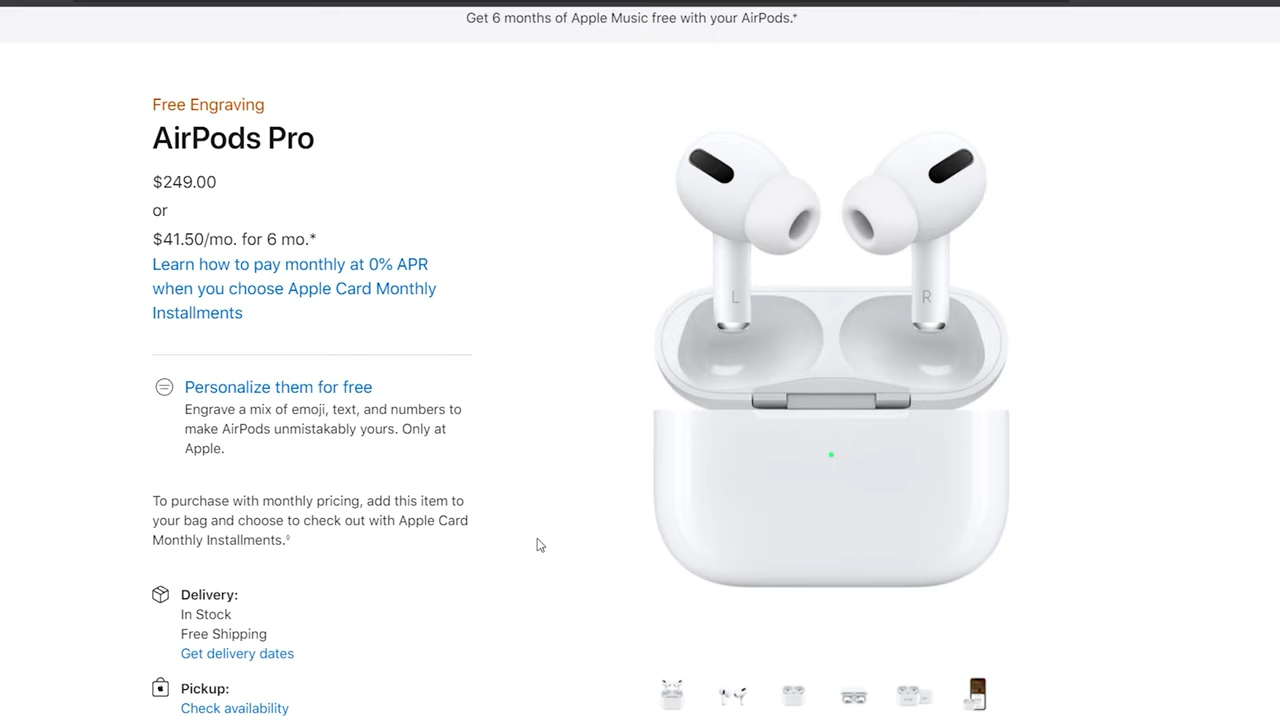 Get 6 months of Apple Music free with your AirPods.*
Free Engraving
AirPods Pro
$249.00
or
$41.50/mo. for 6 mo.*
Learn how to pay monthly at 0% APR
when you choose Apple Card Monthly
Installments
Personalize them for free
Engrave a mix of emoji, text, and numbers to
make AirPods unmistakably yours. Only at
Apple.
To purchase with monthly pricing, add this item to
your bag and choose to check out with Apple Card
Monthly Installments.◊
Delivery:
In Stock
Free Shipping
Get delivery dates
Pickup:
Check availability
L
R